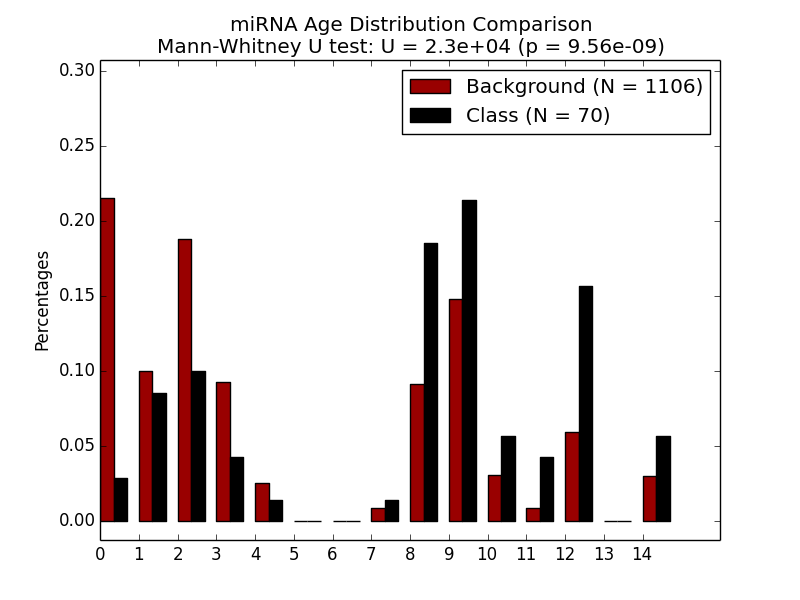 miRNA Age Distribution Comparison
Mann-Whitney U test: U = 2.3e+04 (p = 9.56e-09)
Background (N = 1106)
Class (N = 70)
Percentages
0.30
0.25
0.20
0.15
0.10
0.05
0.00
0 1 2 3 4 5 6 7 8 9 10 11 12 13 14